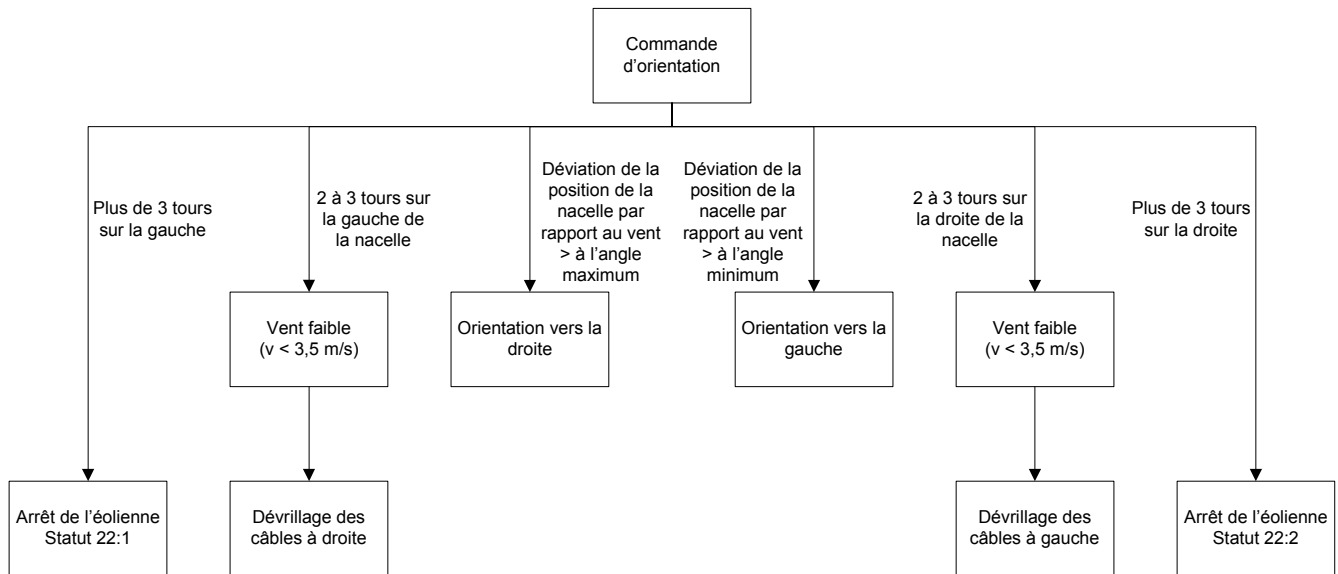 Commande
d'orientation
Plus de 3 tours
sur la gauche
2 à 3 tours sur
la gauche de
la nacelle
Déviation de la
position de la
nacelle par
rapport au vent
> à l'angle
maximum
Déviation de la
position de la
nacelle par
rapport au vent
> à l'angle
minimum
2 à 3 tours sur
la droite de la
nacelle
Plus de 3 tours
sur la droite
Vent faible
(v < 3,5 m/s)
Orientation vers la
droite
Orientation vers la
gauche
Vent faible
(v < 3,5 m/s)
Arrêt de l'éolienne
Statut 22:1
Dévrillage des
câbles à droite
Dévrillage des
câbles à gauche
Arrêt de l'éolienne
Statut 22:2